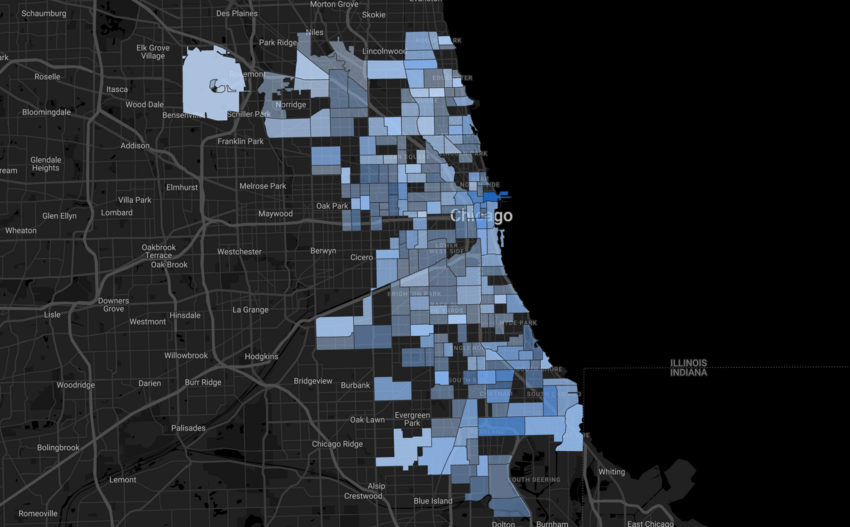 Morton Grove
Schaumburg
Des Plaines
Skokie
Niles
Park Ridge
Elk Grove
Village
Lincolnwood
Roselle
Itasca
Wood Dale
Norridge
Bloomingdale
Bensenville
Schiller Park
Addison
Franklin Park
Glendale
Heights
Elmhurst
Melrose Park
Villa Park
Oak Park
Lombard
Glen Ellyn
Maywood
Chicago
Wheaton
Oakbrook
Terrace
Westchester
Berwyn
Cicero
Oak Brook
BRIGHTON PARK
Downers
Grove
La Grange
Lisle
Westmont
Hinsdale
HYDE PARK
Willowbrook
Hodgkins
ILLINOIS
INDIANA
Woodridge
Darien
Burr Ridge
Bridgeview
Burbank
Evergreen
Park
Oak Lawn
Palisades
Chicago Ridge
Bolingbrook
Whiting
Lemont
Alsip
SOUTH DEERING
Crestwood
Blue Island
Romeoville
Dolton
Burnham
East Chicago